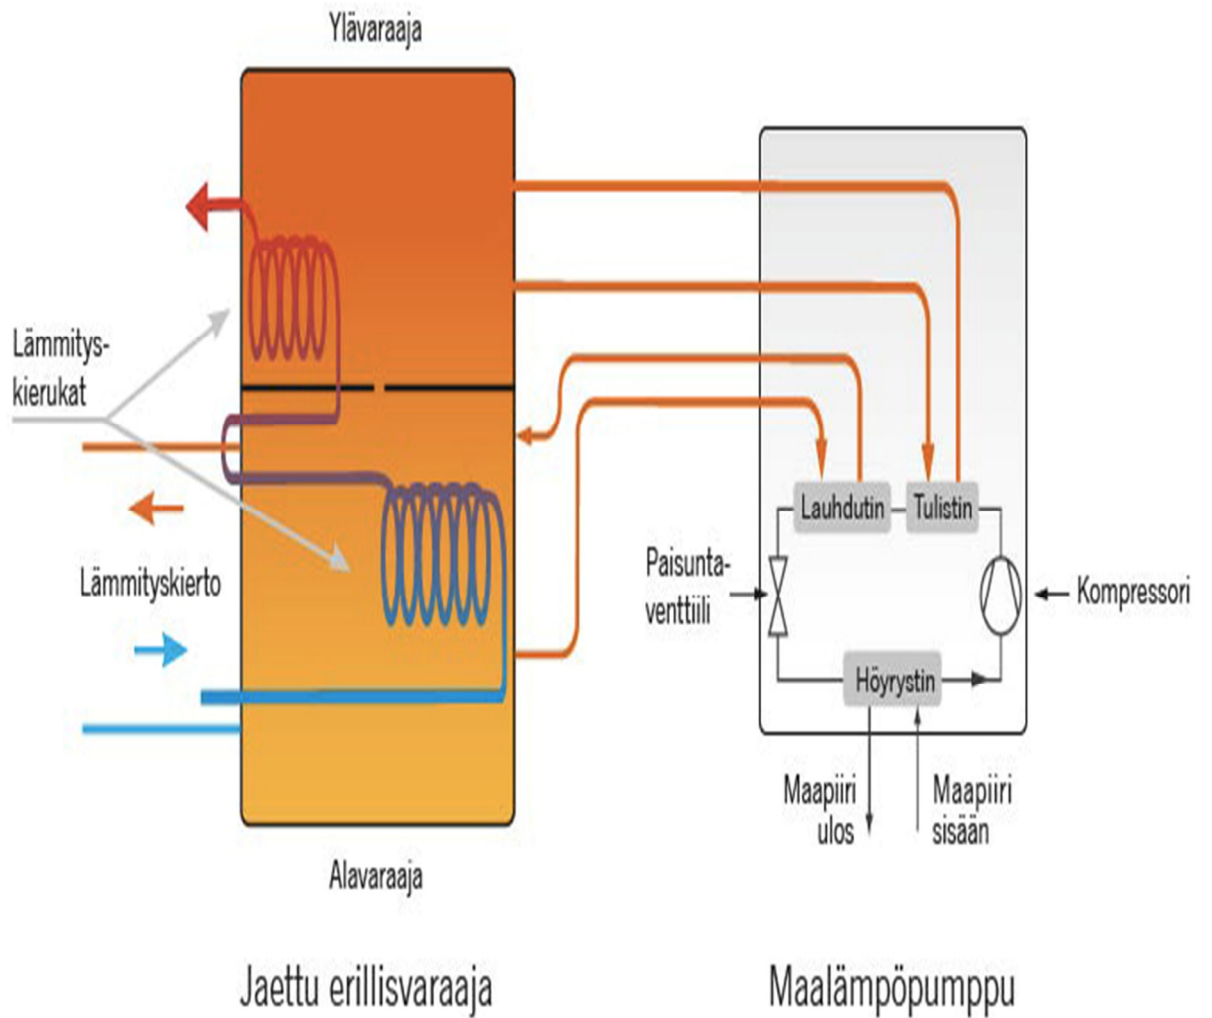 Ylävaraaja
Lämmitys-
kierukat
Lämmityskierto
Alavaraaja
Jaettu erillisvaraaja
Lauhdutin
Tulistin
Paisunta-
venttiili
Kompressori
Höyrystin
Maapiiri
ulos
Maapiiri
sisään
Maalämpöpumppu